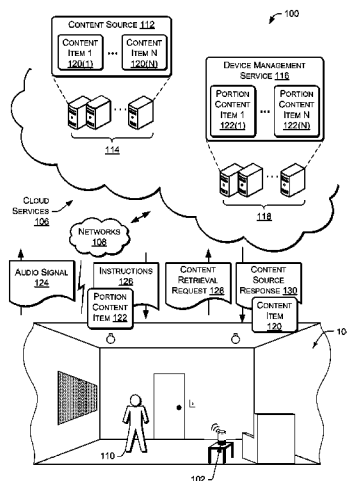 100
CONTENT SOURCE 112
CONTENT
ITEM 1
120(1)
...
CONTENT
ITEM N
120(N)
114
DEVICE MANAGEMENT
SERVICE 116
PORTION
CONTENT
ITEM 1
122(1)
...
PORTION
CONTENT
ITEM N
122(N)
118
CLOUD
SERVICES
106
NETWORKS
108
AUDIO SIGNAL
124
INSTRUCTIONS
126
PORTION
CONTENT
ITEM 122
CONTENT
RETRIEVAL
REQUEST 128
CONTENT
SOURCE
RESPONSE
130
CONTENT
ITEM
120
104
110
102